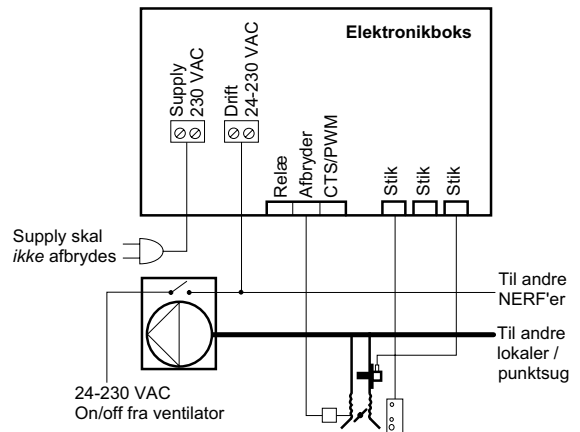 Elektronikboks
Supply
230 VAC
Drift
24-230 VAC
Relæ
Afbryder
CTS/PWM
Stik
Stik
Stik
Supply skal
ikke afbrydes
Til andre
NERF'er
Til andre
lokaler /
punktsug
24-230 VAC
On/off fra ventilator